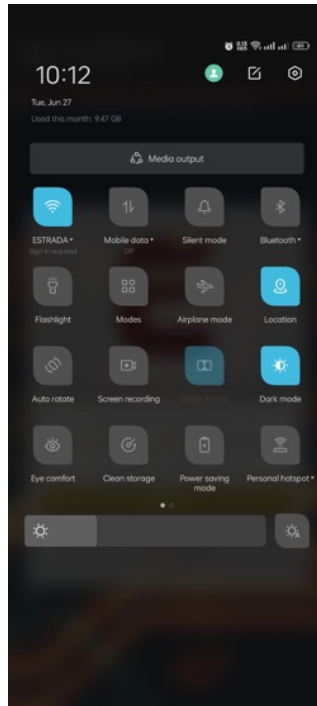 10:12
Tue, Jun 27
Used this month: 9.47 GB
Media output
ESTRADA
Sign in required
Mobile data
Off
Silent mode
Bluetooth
Flashlight
Modes
Airplane mode
Location
Auto rotate
Screen recording
Dark mode
Eye comfort
Clean storage
Power saving
mode
Personal hotspot